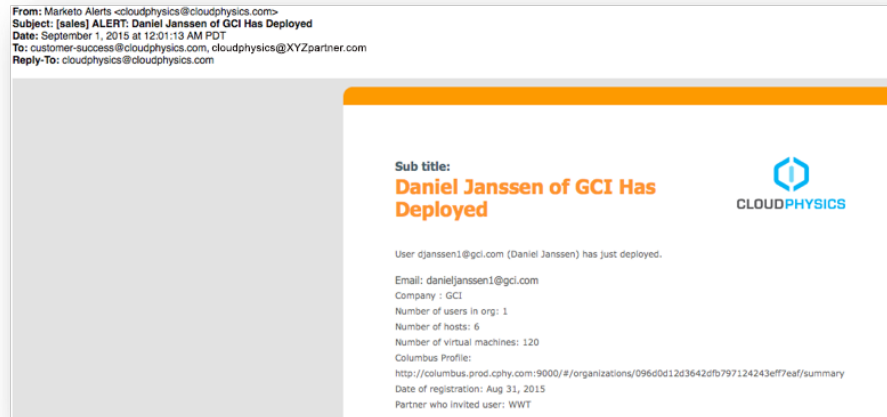 From: Marketo Alerts <cloudphysics@cloudphysics.com>
Subject: [sales] ALERT: Daniel Janssen of GCI Has Deployed
Date: September 1, 2015 at 12:01:13 AM PDT
To: customer-success@cloudphysics.com, cloudphysics@XYZpartner.com
Reply-To: cloudphysics@cloudphysics.com
Sub title:
Daniel Janssen of GCI Has
Deployed
CLOUDPHYSICS
User djanssen1@gci.com (Daniel Janssen) has just deployed.
Email: danieljanssen1@gci.com
Company : GCI
Number of users in org: 1
Number of hosts: 6
Number of virtual machines: 120
Columbus Profile:
http://columbus.prod.cphy.com:9000/#/organizations/096d0d12d3642dfb797124243eff7eaf/summary
Date of registration: Aug 31, 2015
Partner who invited user: WWT